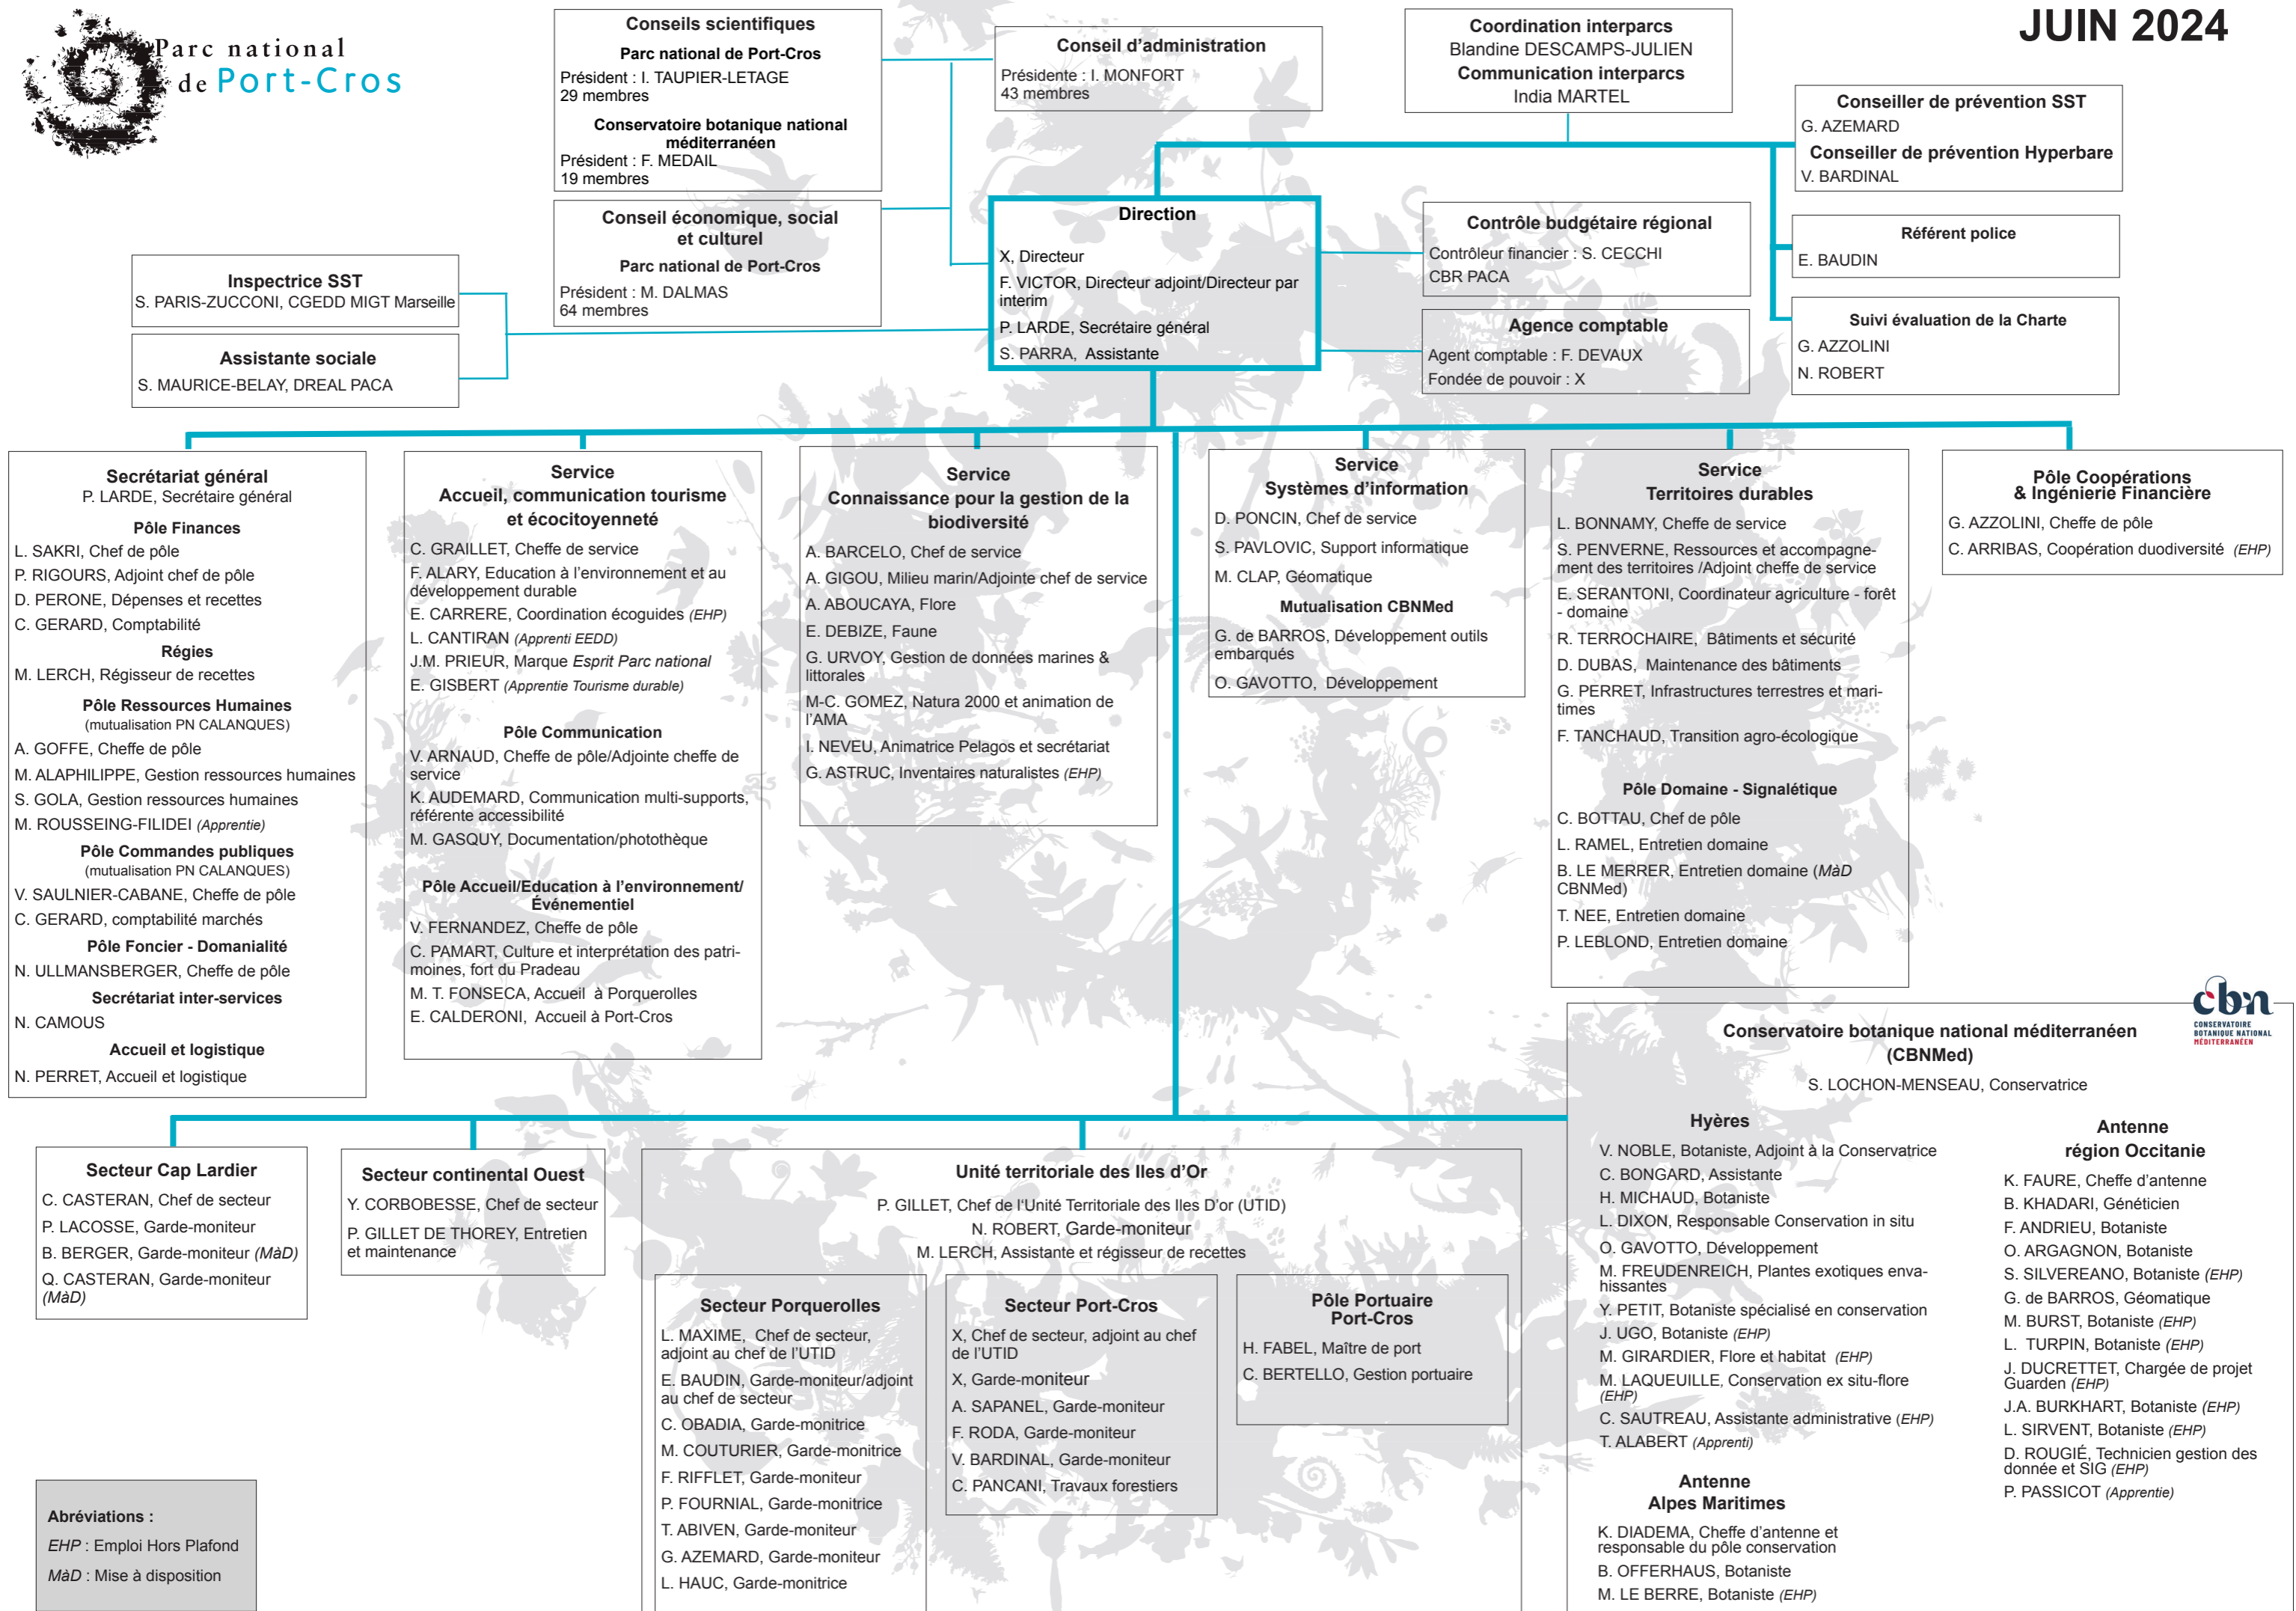 Parc national
de Port-Cros
JUIN 2024
Conseils scientifiques
Parc national de Port-Cros
Président : I. TAUPIER-LETAGE
29 membres
Conservatoire botanique national
méditerranéen
Président : F. MEDAIL
19 membres
Conseil d'administration
Présidente : I. MONFORT
43 membres
Coordination interparcs
Blandine DESCAMPS-JULIEN
Communication interparcs
India MARTEL
Conseiller de prévention SST
G. AZEMARD
Conseiller de prévention Hyperbare
V. BARDINAL
Conseil économique, social
et culturel
Parc national de Port-Cros
Président : M. DALMAS
64 membres
Direction
X, Directeur
F. VICTOR, Directeur adjoint/Directeur par
interim
P. LARDE, Secrétaire général
S. PARRA, Assistante
Contrôle budgétaire régional
Contrôleur financier : S. CECCHI
CBR PACA
Référent police
E. BAUDIN
Inspectrice SST
S. PARIS-ZUCCONI, CGEDD MIGT Marseille
Assistante sociale
S. MAURICE-BELAY, DREAL PACA
Agence comptable
Agent comptable : F. DEVAUX
Fondée de pouvoir : X
Suivi évaluation de la Charte
G. AZZOLINI
N. ROBERT
Secrétariat général
P. LARDE, Secrétaire général
Pôle Finances
L. SAKRI, Chef de pôle
P. RIGOURS, Adjoint chef de pôle
D. PERONE, Dépenses et recettes
C. GERARD, Comptabilité
Régies
M. LERCH, Régisseur de recettes
Pôle Ressources Humaines
(mutualisation PN CALANQUES)
A. GOFFE, Cheffe de pôle
M. ALAPHILIPPE, Gestion ressources humaines
S. GOLA, Gestion ressources humaines
M. ROUSSEING-FILIDEI (Apprentie)
Pôle Commandes publiques
(mutualisation PN CALANQUES)
V. SAULNIER-CABANE, Cheffe de pôle
C. GERARD, comptabilité marchés
Pôle Foncier - Domanialité
N. ULLMANSBERGER, Cheffe de pôle
Secrétariat inter-services
N. CAMOUS
Accueil et logistique
N. PERRET, Accueil et logistique
Service
Accueil, communication tourisme
et écocitoyenneté
C. GRAILLET, Cheffe de service
F. ALARY, Education à l'environnement et au
développement durable
E. CARRERE, Coordination écoguides (EHP)
L. CANTIRAN (Apprenti EEDD)
J.M. PRIEUR, Marque Esprit Parc national
E. GISBERT (Apprentie Tourisme durable)
Pôle Communication
V. ARNAUD, Cheffe de pôle/Adjointe cheffe de
service
K. AUDEMARD, Communication multi-supports,
référente accessibilité
M. GASQUY, Documentation/photothèque
Pôle Accueil/Education à l'environnement/
Événementiel
V. FERNANDEZ, Cheffe de pôle
C. PAMART, Culture et interprétation des patri-
moines, fort du Pradeau
M. T. FONSECA, Accueil à Porquerolles
E. CALDERONI, Accueil à Port-Cros
Service
Connaissance pour la gestion de la
biodiversité
A. BARCELO, Chef de service
A. GIGOU, Milieu marin/Adjointe chef de service
A. ABOUCAYA, Flore
E. DEBIZE, Faune
G. URVOY, Gestion de données marines &
littorales
M-C. GOMEZ, Natura 2000 et animation de
l'AMA
I. NEVEU, Animatrice Pelagos et secrétariat
G. ASTRUC, Inventaires naturalistes (EHP)
Service
Systèmes d'information
D. PONCIN, Chef de service
S. PAVLOVIC, Support informatique
M. CLAP, Géomatique
Mutualisation CBNMed
G. de BARROS, Développement outils
embarqués
O. GAVOTTO, Développement
Service
Territoires durables
L. BONNAMY, Cheffe de service
S. PENVERNE, Ressources et accompagne-
ment des territoires /Adjoint cheffe de service
E. SERANTONI, Coordinateur agriculture - forêt
- domaine
R. TERROCHAIRE, Bâtiments et sécurité
D. DUBAS, Maintenance des bâtiments
G. PERRET, Infrastructures terrestres et mari-
times
F. TANCHAUD, Transition agro-écologique
Pôle Domaine - Signalétique
C. BOTTAU, Chef de pôle
L. RAMEL, Entretien domaine
B. LE MERRER, Entretien domaine (MàD
CBNMed)
T. NEE, Entretien domaine
P. LEBLOND, Entretien domaine
Pôle Coopérations
& Ingénierie Financière
G. AZZOLINI, Cheffe de pôle
C. ARRIBAS, Coopération duodiversité (EHP)
Secteur Cap Lardier
C. CASTERAN, Chef de secteur
P. LACOSSE, Garde-moniteur
B. BERGER, Garde-moniteur (MàD)
Q. CASTERAN, Garde-moniteur
(MàD)
Secteur continental Ouest
Y. CORBOBESSE, Chef de secteur
P. GILLET DE THOREY, Entretien
et maintenance
Unité territoriale des Iles d'Or
P. GILLET, Chef de l'Unité Territoriale des Iles D'or (UTID)
N. ROBERT, Garde-moniteur
M. LERCH, Assistante et régisseur de recettes
Secteur Porquerolles
L. MAXIME, Chef de secteur,
adjoint au chef de l'UTID
E. BAUDIN, Garde-moniteur/adjoint
au chef de secteur
C. OBADIA, Garde-monitrice
M. COUTURIER, Garde-monitrice
F. RIFFLET, Garde-moniteur
P. FOURNIAL, Garde-monitrice
T. ABIVEN, Garde-moniteur
G. AZEMARD, Garde-moniteur
L. HAUC, Garde-monitrice
Secteur Port-Cros
X, Chef de secteur, adjoint au chef
de l'UTID
X, Garde-moniteur
A. SAPANEL, Garde-moniteur
F. RODA, Garde-moniteur
V. BARDINAL, Garde-moniteur
C. PANCANI, Travaux forestiers
Pôle Portuaire
Port-Cros
H. FABEL, Maître de port
C. BERTELLO, Gestion portuaire
cbn
CONSERVATOIRE
BOTANIQUE NATIONAL
MÉDITERRANÉEN
Conservatoire botanique national méditerranéen
(CBNMed)
S. LOCHON-MENSEAU, Conservatrice
Hyères
V. NOBLE, Botaniste, Adjoint à la Conservatrice
C. BONGARD, Assistante
H. MICHAUD, Botaniste
L. DIXON, Responsable Conservation in situ
O. GAVOTTO, Développement
M. FREUDENREICH, Plantes exotiques enva-
hissantes
Y. PETIT, Botaniste spécialisé en conservation
J. UGO, Botaniste (EHP)
M. GIRARDIER, Flore et habitat (EHP)
M. LAQUEUILLE, Conservation ex situ-flore
(EHP)
C. SAUTREAU, Assistante administrative (EHP)
T. ALABERT (Apprenti)
Antenne
Alpes Maritimes
K. DIADEMA, Cheffe d'antenne et
responsable du pôle conservation
B. OFFERHAUS, Botaniste
M. LE BERRE, Botaniste (EHP)
Antenne
région Occitanie
K. FAURE, Cheffe d'antenne
B. KHADARI, Généticien
F. ANDRIEU, Botaniste
O. ARGAGNON, Botaniste
S. SILVEREANO, Botaniste (EHP)
G. de BARROS, Géomatique
M. BURST, Botaniste (EHP)
L. TURPIN, Botaniste (EHP)
J. DUCRETTET, Chargée de projet
Guarden (EHP)
J.A. BURKHART, Botaniste (EHP)
L. SIRVENT, Botaniste (EHP)
D. ROUGIÉ, Technicien gestion des
donnée et SIG (EHP)
P. PASSICOT (Apprentie)
Abréviations :
EHP : Emploi Hors Plafond
MàD : Mise à disposition